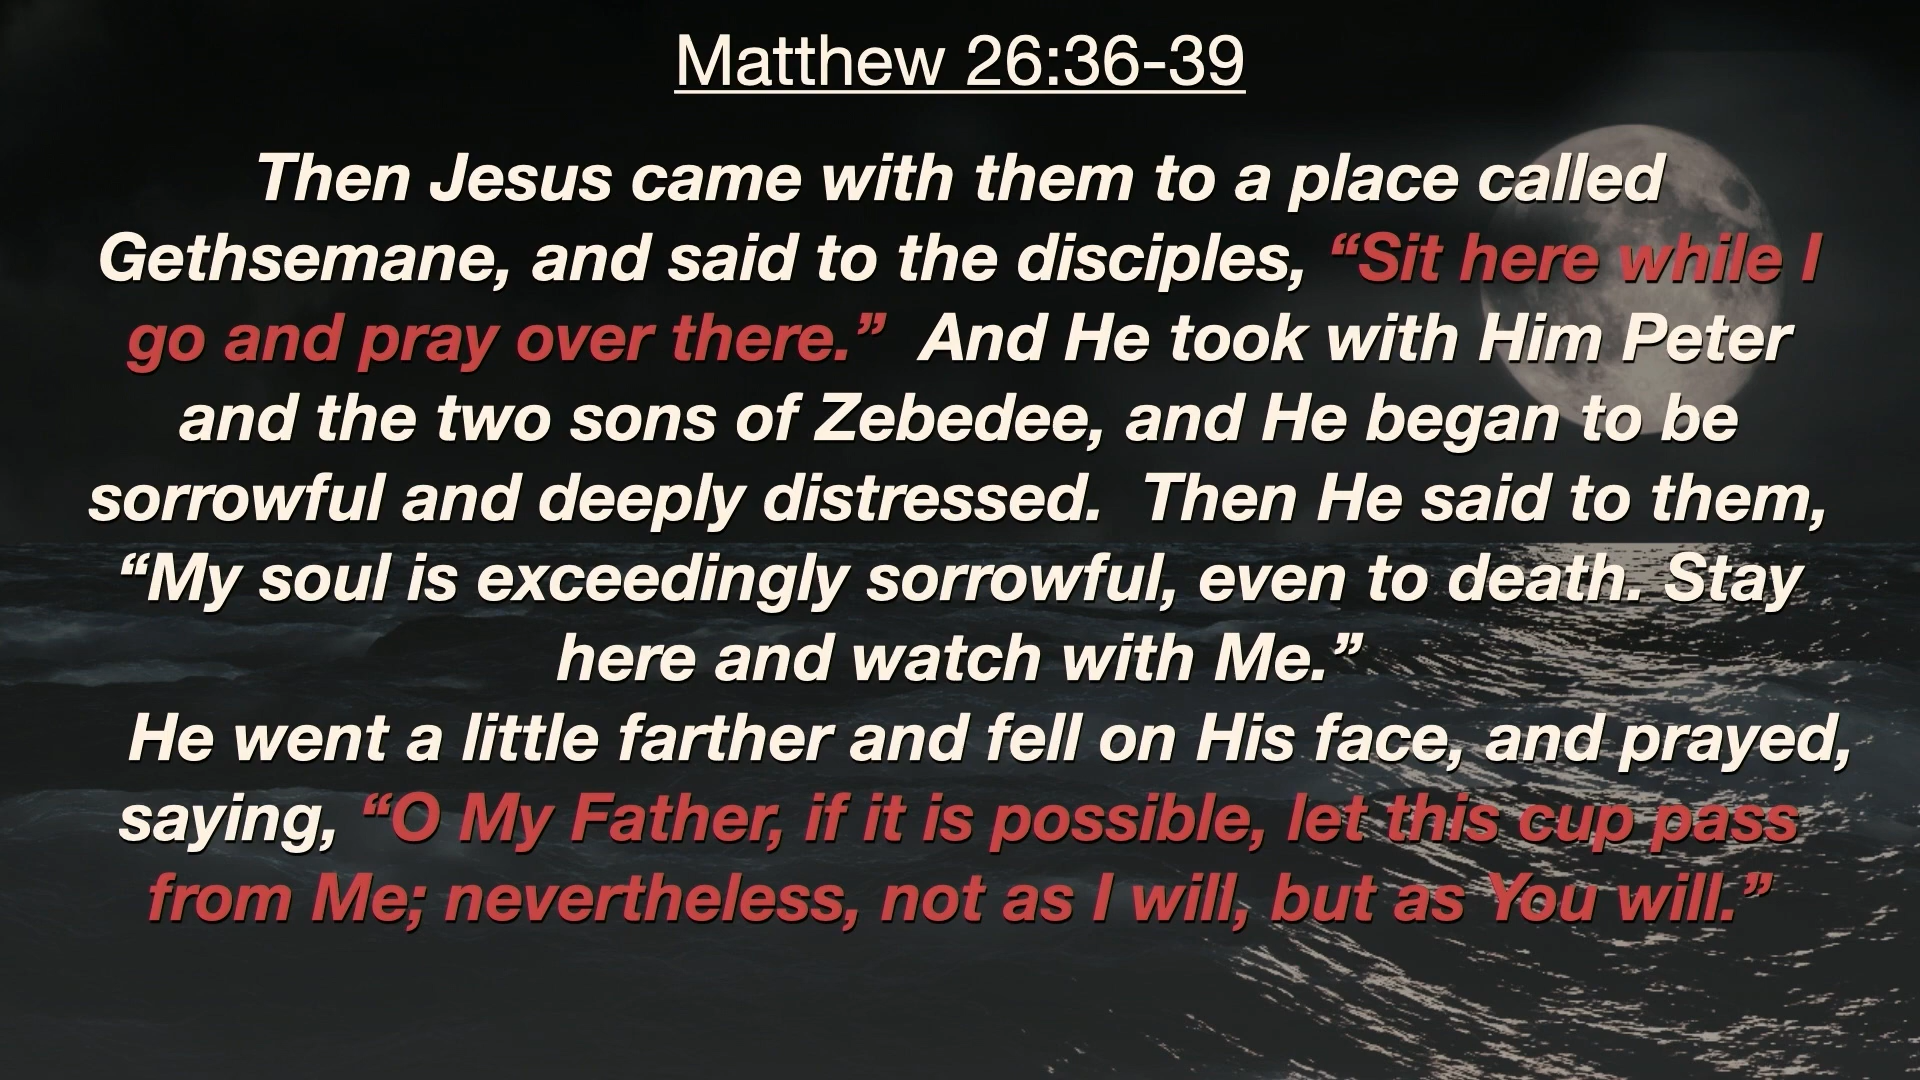 Matthew 26:36-39
Then Jesus came with them to a place called
Gethsemane, and said to the disciples, “Sit here while I
go and pray over there.”  And He took with Him Peter
and the two sons of Zebedee, and He began to be
sorrowful and deeply distressed.  Then He said to them,
“My soul is exceedingly sorrowful, even to death. Stay
here and watch with Me.”
He went a little farther and fell on His face, and prayed,
saying, “O My Father, if it is possible, let this cup pass
from Me; nevertheless, not as I will, but as You will.”